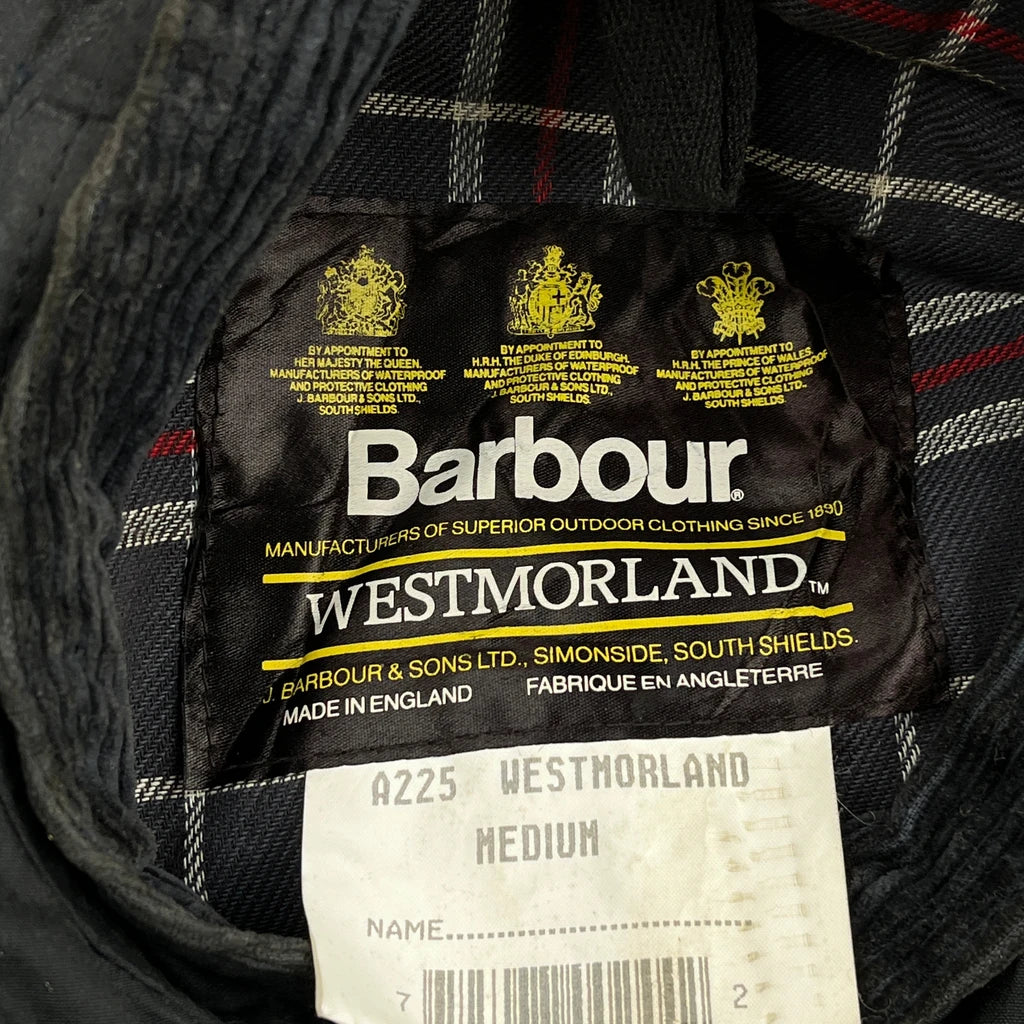 BY APPOINTMENT TO
HER MAJESTY THE QUEEN.
MANUFACTURERS OF WATERPROOF
AND PROTECTIVE CLOTHING
J. BARBOUR & SONS LTD.,
SOUTH SHIELDS.
BY APPOINTMENT TO
H.R.H. THE DUKE OF EDINBURGH.
MANUFACTURERS OF WATERPROOF
AND PROTECTIVE CLOTHING
J. BARBOUR & SONS LTD.,
SOUTH SHIELDS.
BY APPOINTMENT TO
H.R.H. THE PRINCE OF WALES.
MANUFACTURERS OF WATERPROOF
AND PROTECTIVE CLOTHING
J. BARBOUR & SONS LTD.,
SOUTH SHIELDS.
Barbour®
MANUFACTURERS OF SUPERIOR OUTDOOR CLOTHING SINCE 1890
WESTMORLAND™
J. BARBOUR & SONS LTD., SIMONSIDE, SOUTH SHIELDS.
MADE IN ENGLAND FABRIQUE EN ANGLETERRE
A225 WESTMORLAND
MEDIUM
NAME..............................
7 2